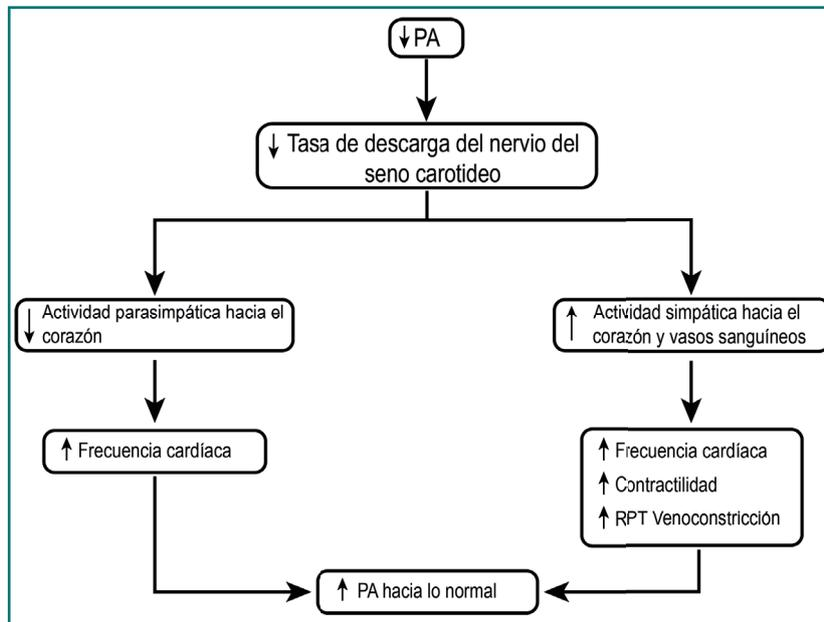 ↓ PA
↓ Tasa de descarga del nervio del
seno carotideo
↓ Actividad parasimpática hacia el
corazón
↑ Actividad simpática hacia el
corazón y vasos sanguíneos
↑ Frecuencia cardíaca
↑ Frecuencia cardíaca
↑ Contractilidad
↑ RPT Venoconstricción
↑ PA hacia lo normal